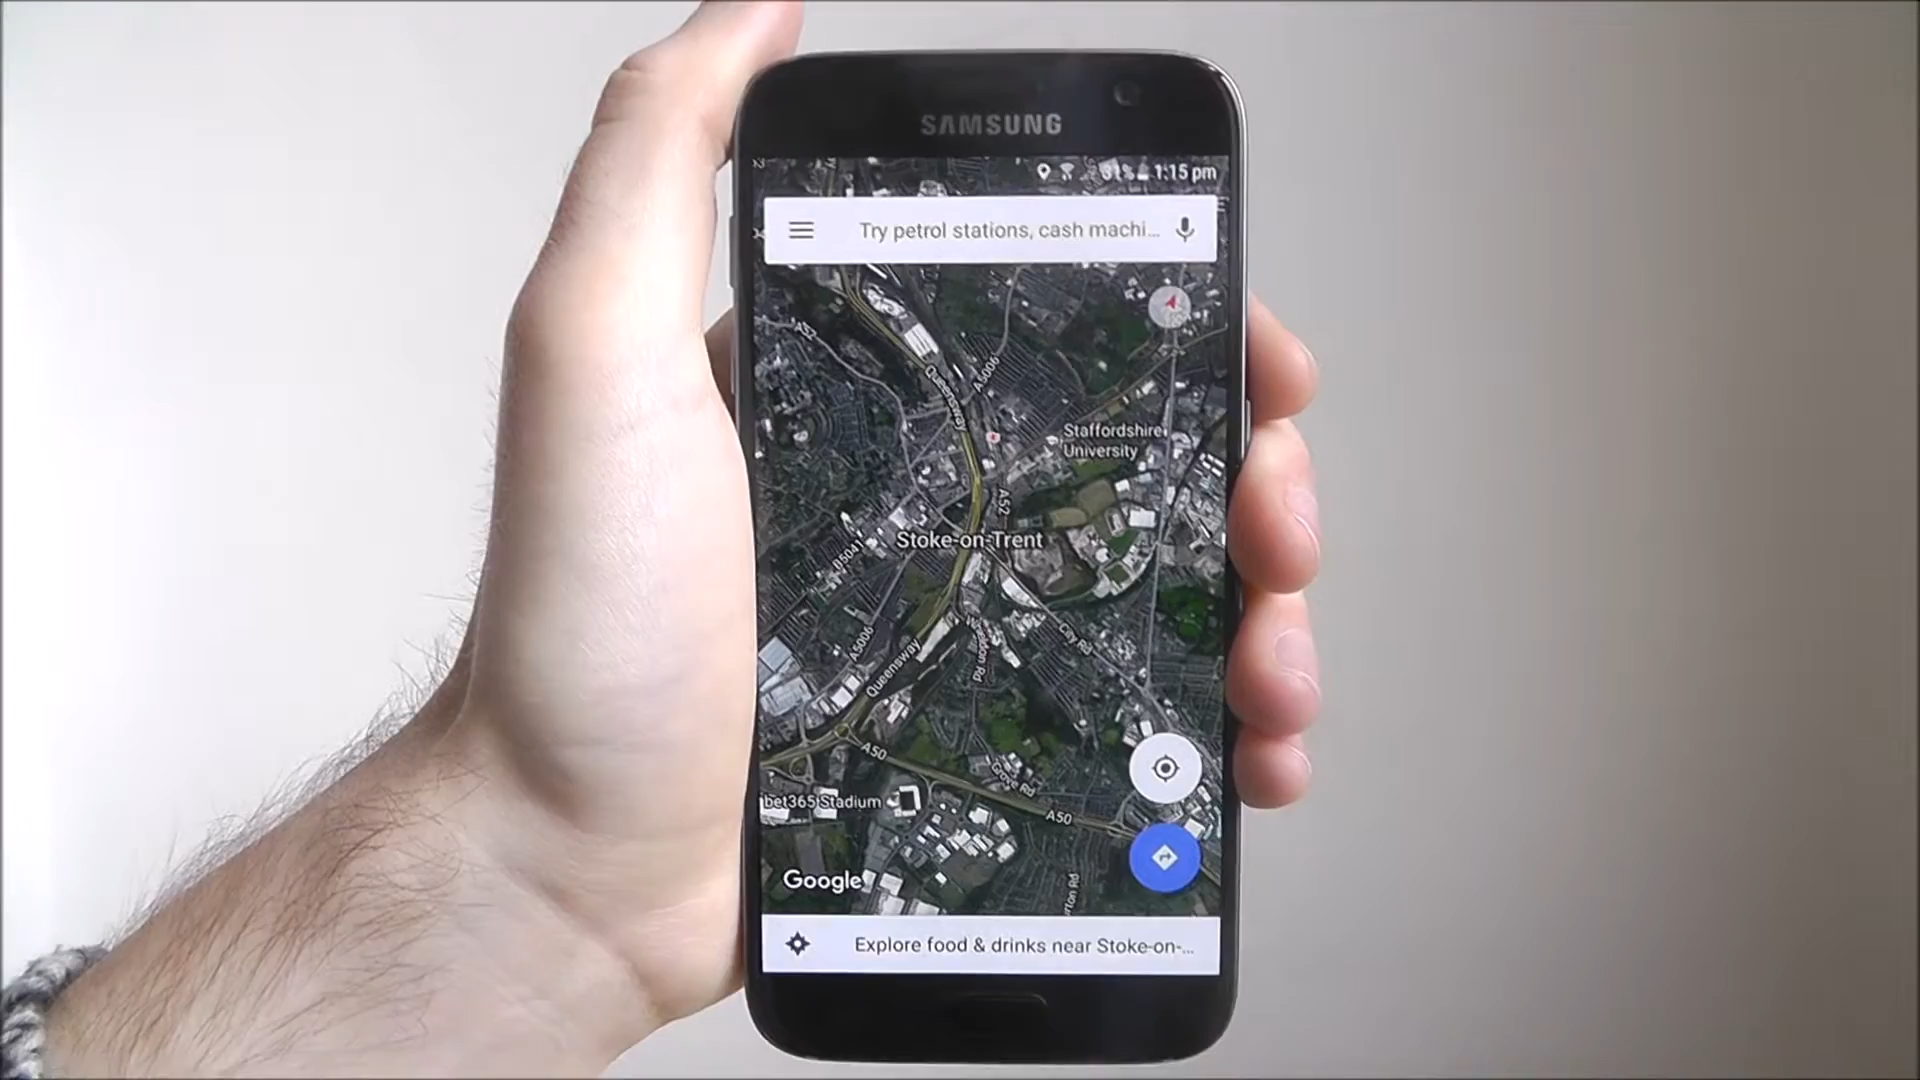 SAMSUNG
1:15 pm
Try petrol stations, cash machi...
A52
Queensway
A5006
Staffordshire
University
A52
Stoke-on-Trent
B5041
A5006
Queensway
City Rd
A50
Grove Rd
bet365 Stadium
A50
Google
Explore food & drinks near Stoke-on-...